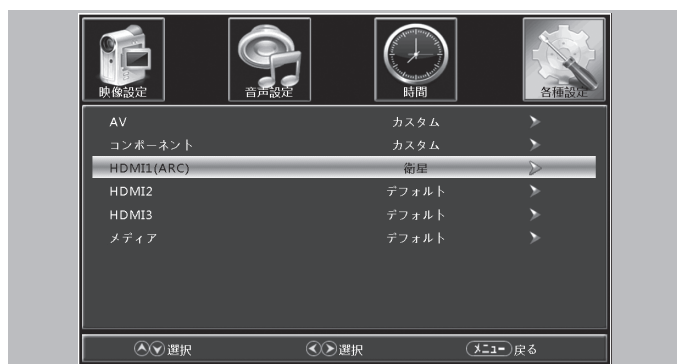 映像設定 音声設定 時間 各種設定
AV カスタム
コンポーネント カスタム
HDMI1(ARC) 衛星
HDMI2 デフォルト
HDMI3 デフォルト
メディア デフォルト
選択 選択 メニュー 戻る